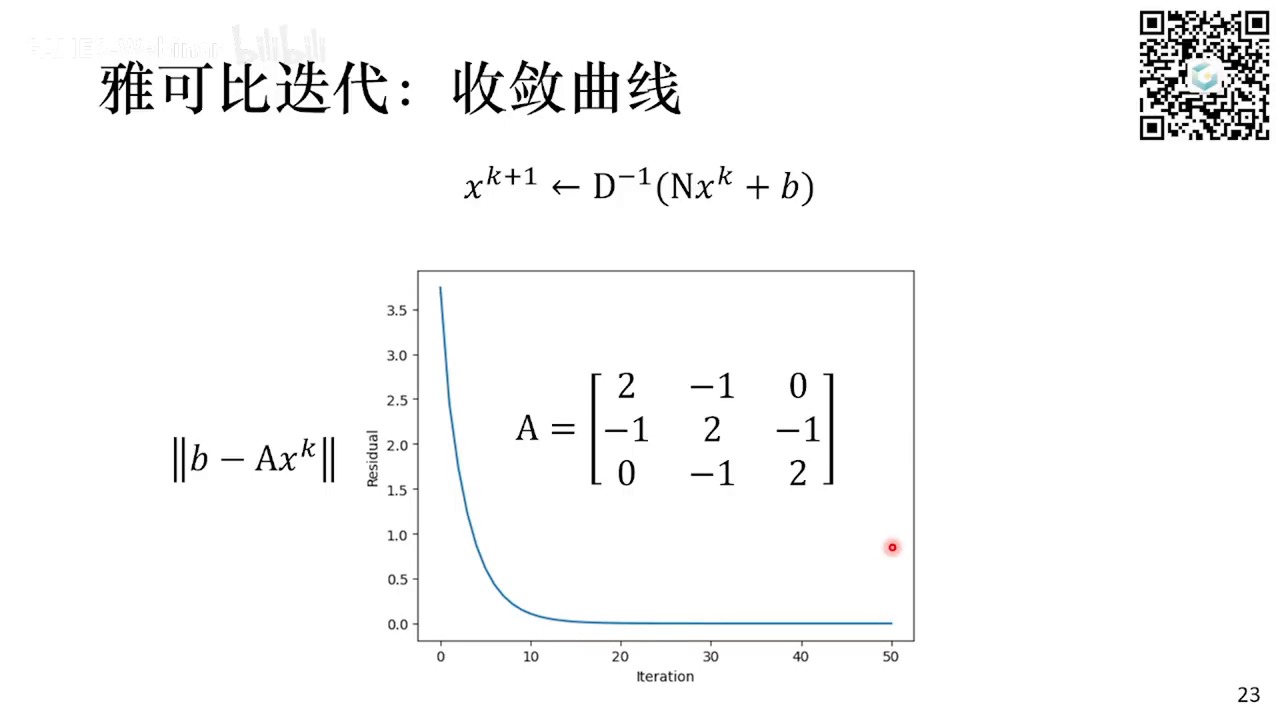 雅可比迭代：收敛曲线
x^{k+1} ← D^{-1}(Nx^k + b)
‖b − Ax^k‖
Residual
3.5
3.0
2.5
2.0
1.5
1.0
0.5
0.0
A = [2 −1 0
−1 2 −1
0 −1 2]
0 10 20 30 40 50
Iteration
23
bilibili